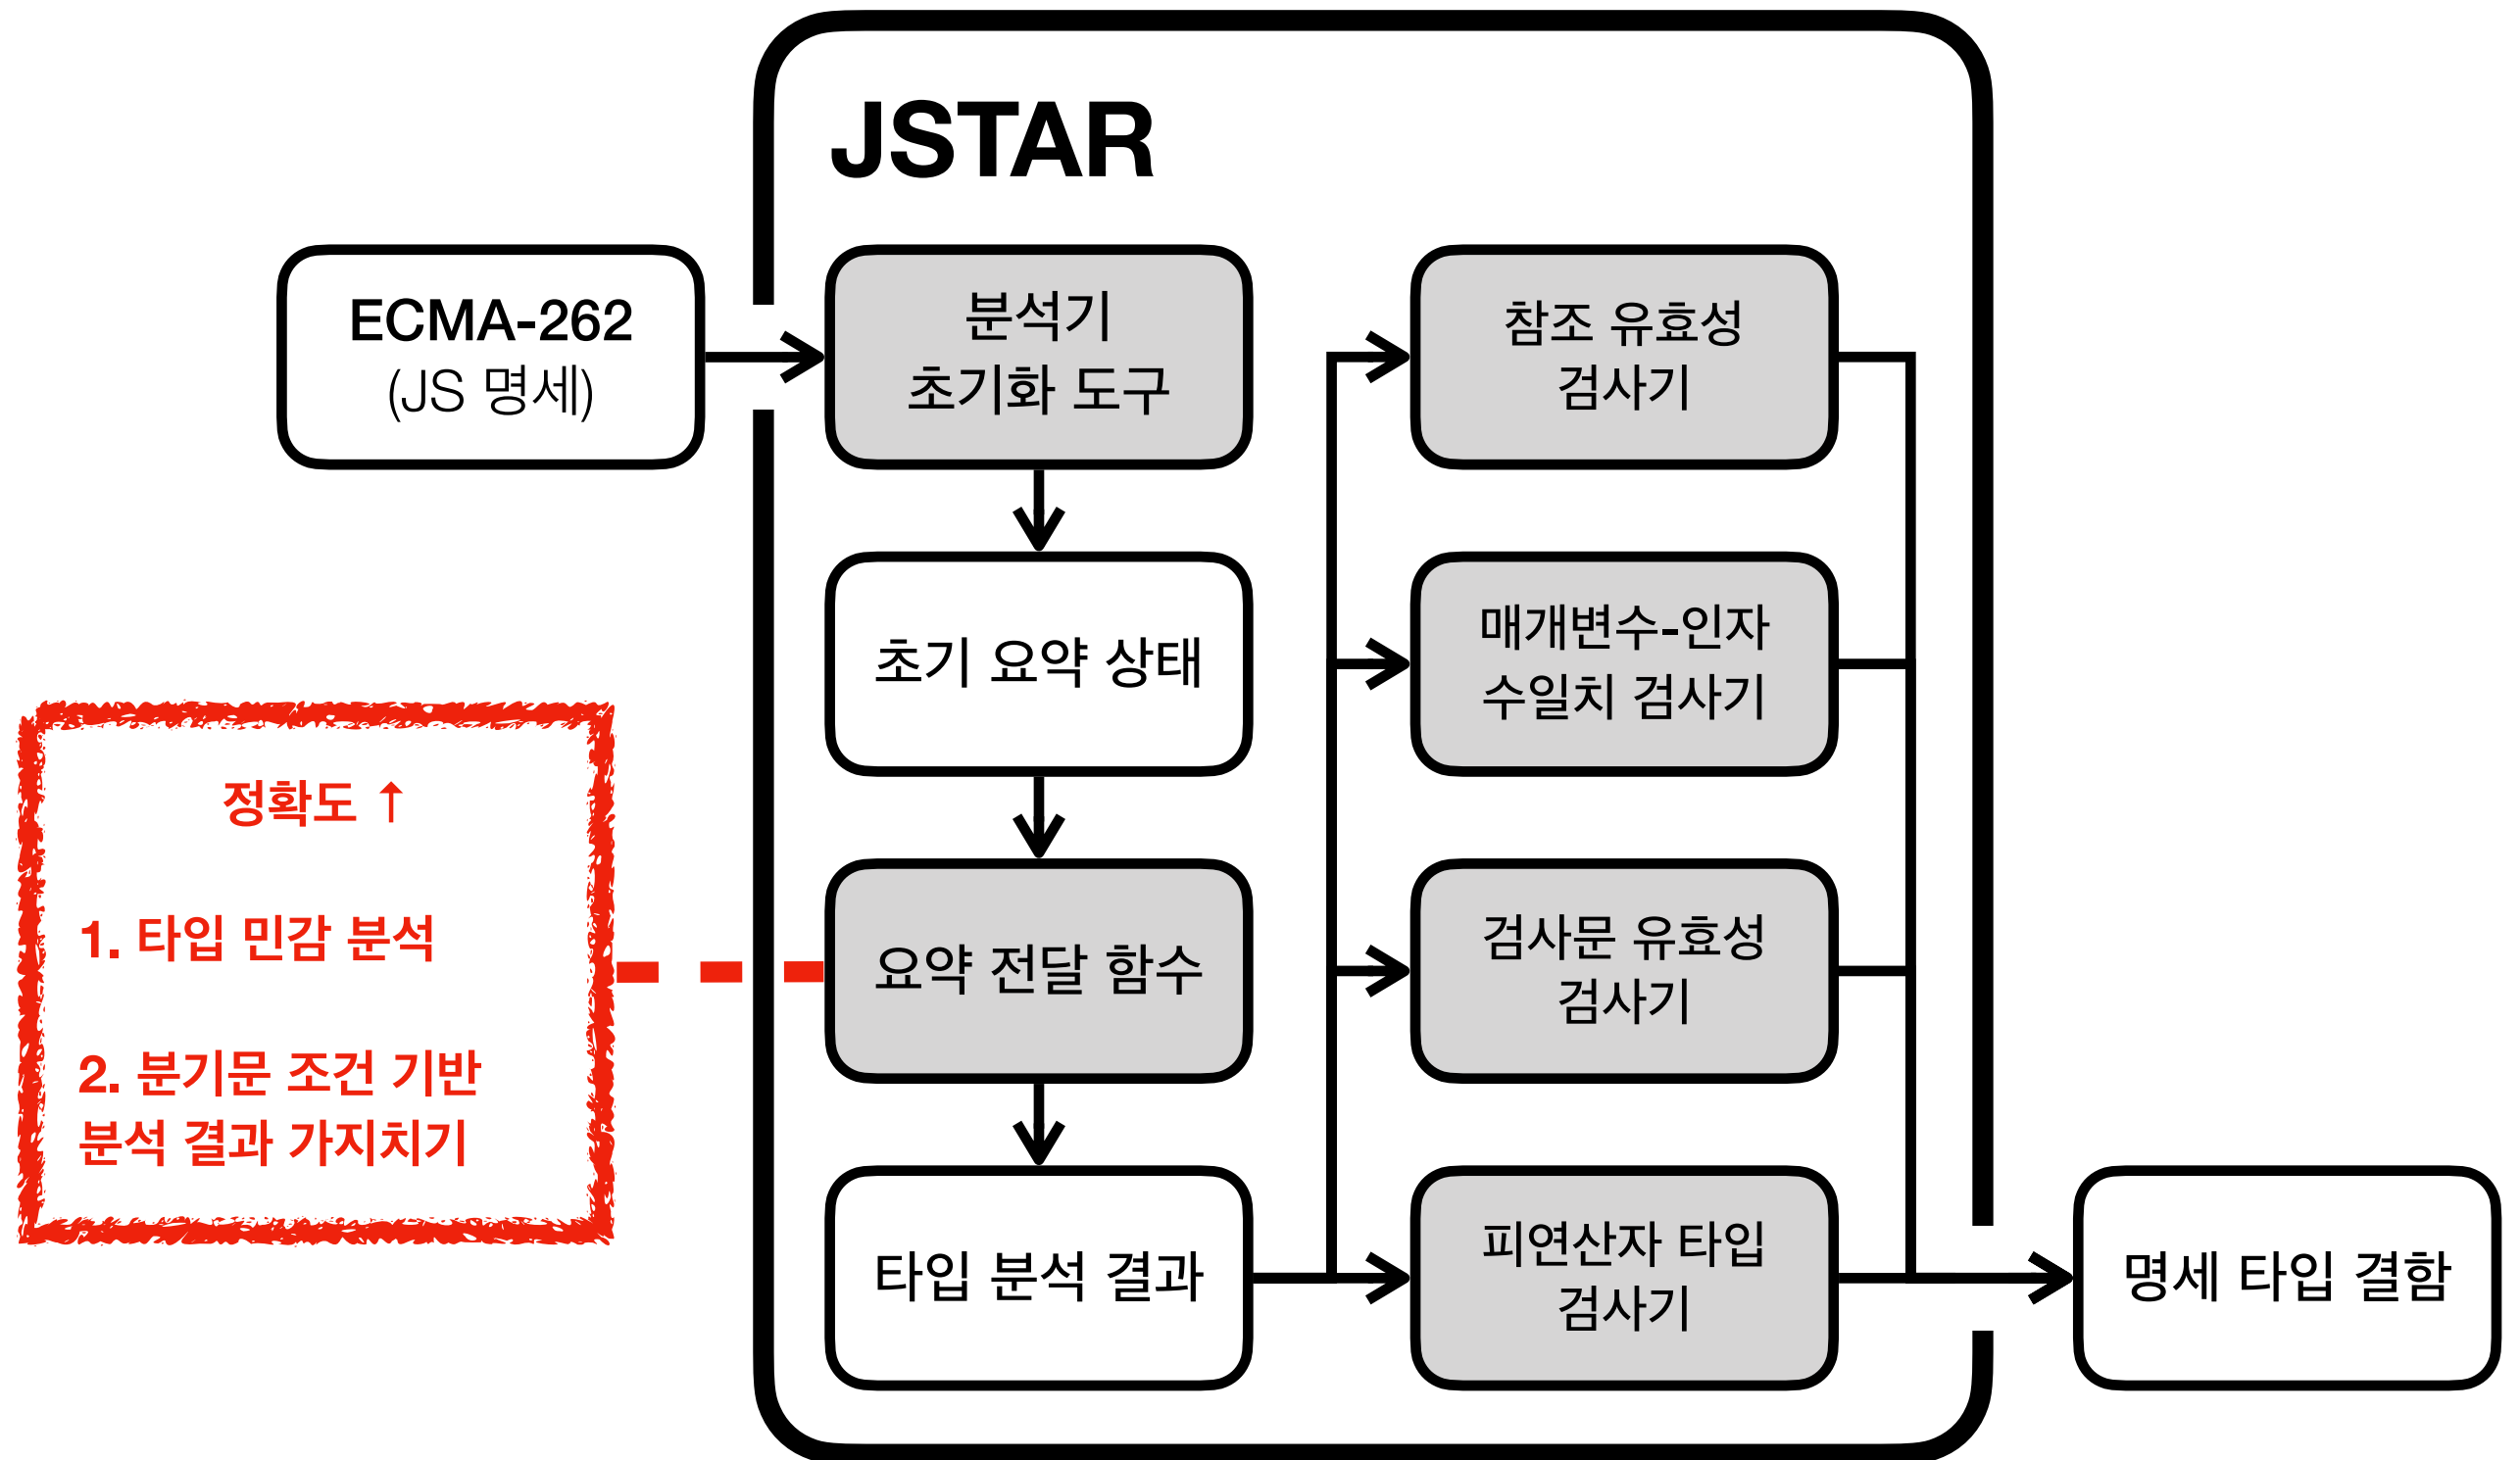 JSTAR
ECMA-262
(JS 명세)
분석기
초기화 도구
초기 요약 상태
요약 전달 함수
타입 분석 결과
참조 유효성
검사기
매개변수-인자
수일치 검사기
검사문 유효성
검사기
피연산자 타입
검사기
명세 타입 결함
정확도 ↑
1. 타입 민감 분석
2. 분기문 조건 기반
분석 결과 가지치기